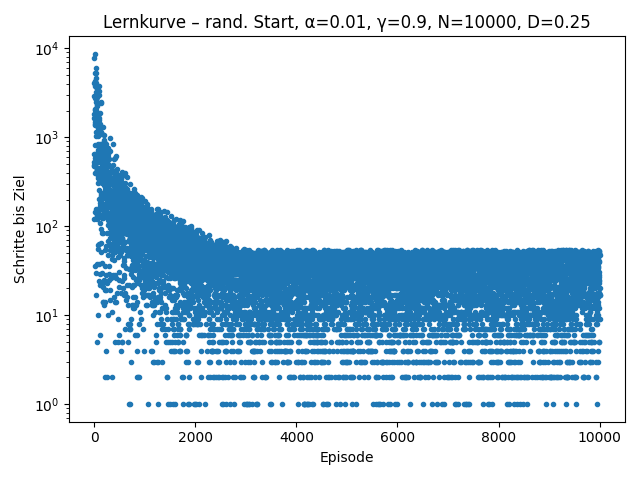 Lernkurve – rand. Start, α=0.01, γ=0.9, N=10000, D=0.25
Schritte bis Ziel
10⁴
10³
10²
10¹
10⁰
0 2000 4000 6000 8000 10000
Episode